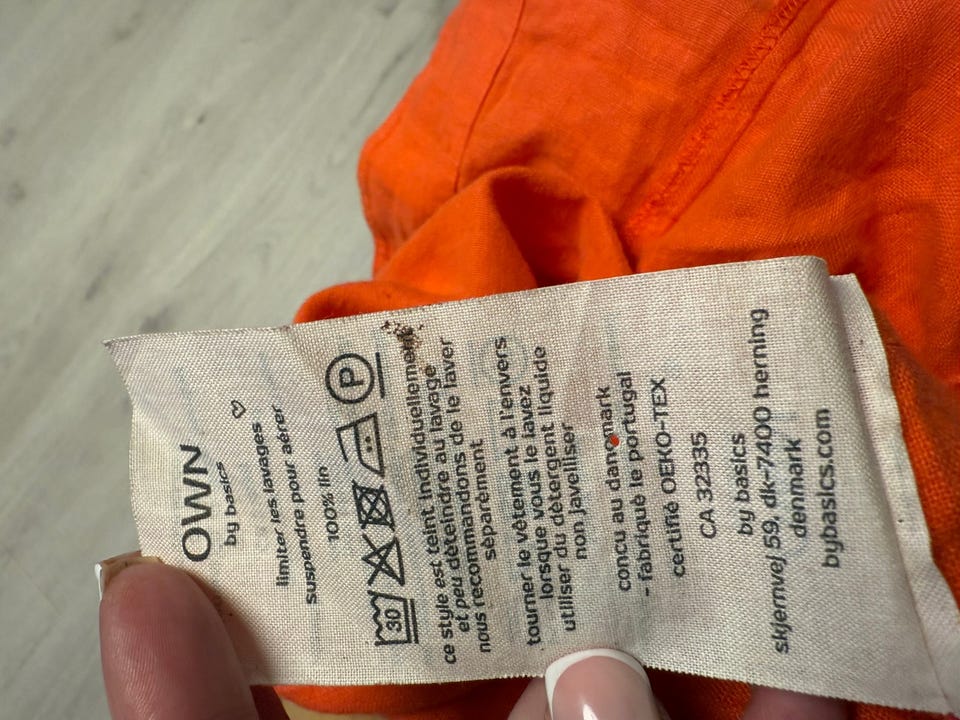 OWN
by basics
limiter les lavages
suspendre pour aérer
100% lin
30 P
ce style est teint individuellement
et peu déteindre au lavage
nous recommandons de le laver
séparément
tourner le vêtement à l'envers
lorsque vous le lavez
utiliser du détergent liquide
non javelliser
concu au danemark
- fabriqué le portugal
certifié OEKO-TEX
CA 32335
by basics
skjernvej 59, dk-7400 herning
denmark
bybasics.com